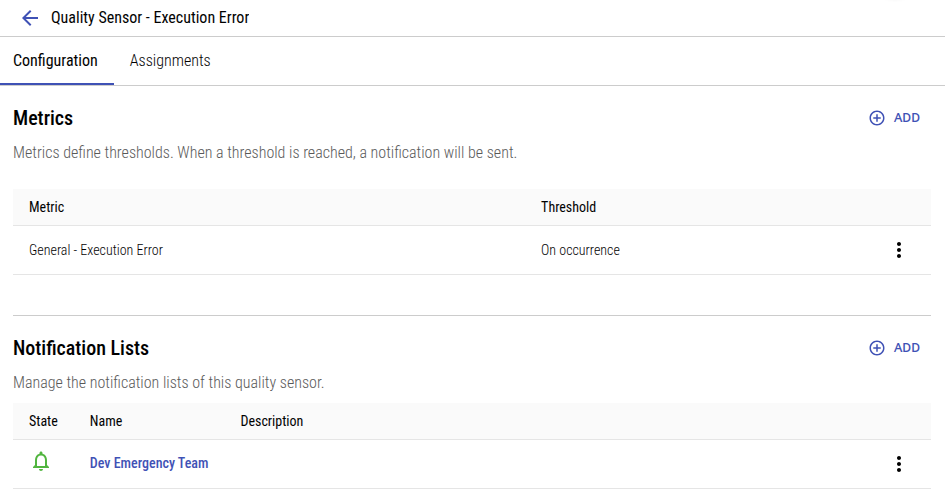 Quality Sensor - Execution Error
Configuration Assignments
Metrics ADD
Metrics define thresholds. When a threshold is reached, a notification will be sent.
Metric Threshold
General - Execution Error On occurrence
Notification Lists ADD
Manage the notification lists of this quality sensor.
State Name Description
Dev Emergency Team